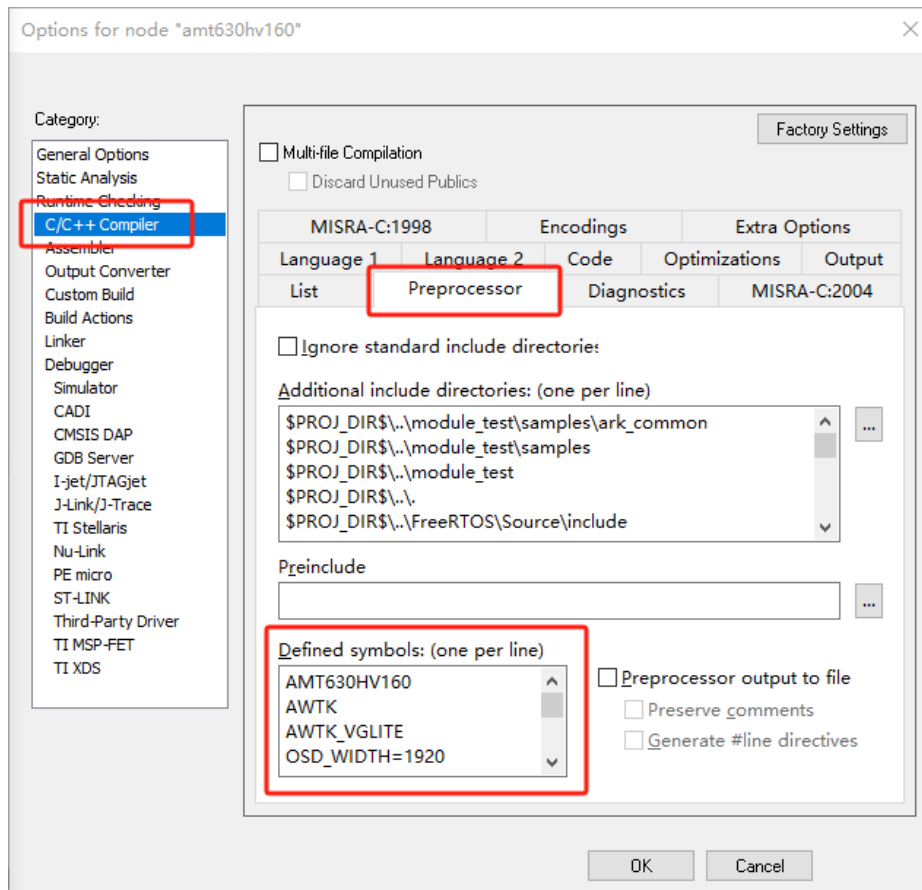 Options for node "amt630hv160"
Category:
General Options
Static Analysis
Runtime Checking
C/C++ Compiler
Assembler
Output Converter
Custom Build
Build Actions
Linker
Debugger
Simulator
CADI
CMSIS DAP
GDB Server
I-jet/JTAGjet
J-Link/J-Trace
TI Stellaris
Nu-Link
PE micro
ST-LINK
Third-Party Driver
TI MSP-FET
TI XDS
Factory Settings
Multi-file Compilation
Discard Unused Publics
MISRA-C:1998 Encodings Extra Options
Language 1 Language 2 Code Optimizations Output
List Preprocessor Diagnostics MISRA-C:2004
Ignore standard include directories
Additional include directories: (one per line)
$PROJ_DIR$\..\module_test\samples\ark_common
$PROJ_DIR$\..\module_test\samples
$PROJ_DIR$\..\module_test
$PROJ_DIR$\..\.
$PROJ_DIR$\..\FreeRTOS\Source\include
...
Preinclude
...
Defined symbols: (one per line)
AMT630HV160
AWTK
AWTK_VGLITE
OSD_WIDTH=1920
Preprocessor output to file
Preserve comments
Generate #line directives
OK Cancel